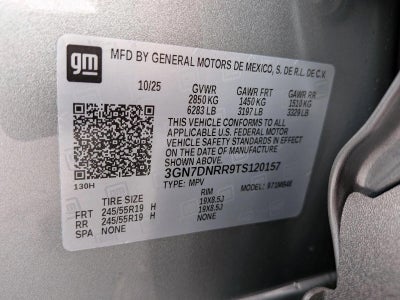 gm
MFD BY GENERAL MOTORS DE MEXICO, S. DE R.L. DE C.V.
10/25 GVWR GAWR FRT GAWR RR
2850 KG 1450 KG 1510 KG
6283 LB 3197 LB 3329 LB
THIS VEHICLE CONFORMS TO ALL
APPLICABLE U.S. FEDERAL MOTOR
VEHICLE SAFETY STANDARDS IN EFFECT
ON THE DATE OF MANUFACTURE
SHOWN ABOVE.
3GN7DNRR9TS120157
130H TYPE: MPV MODEL: 1MB48
TIRE SIZE RIM
FRT 245/55R19 H 19X8.5J
RR 245/55R19 H 19X8.5J
SPA NONE NONE